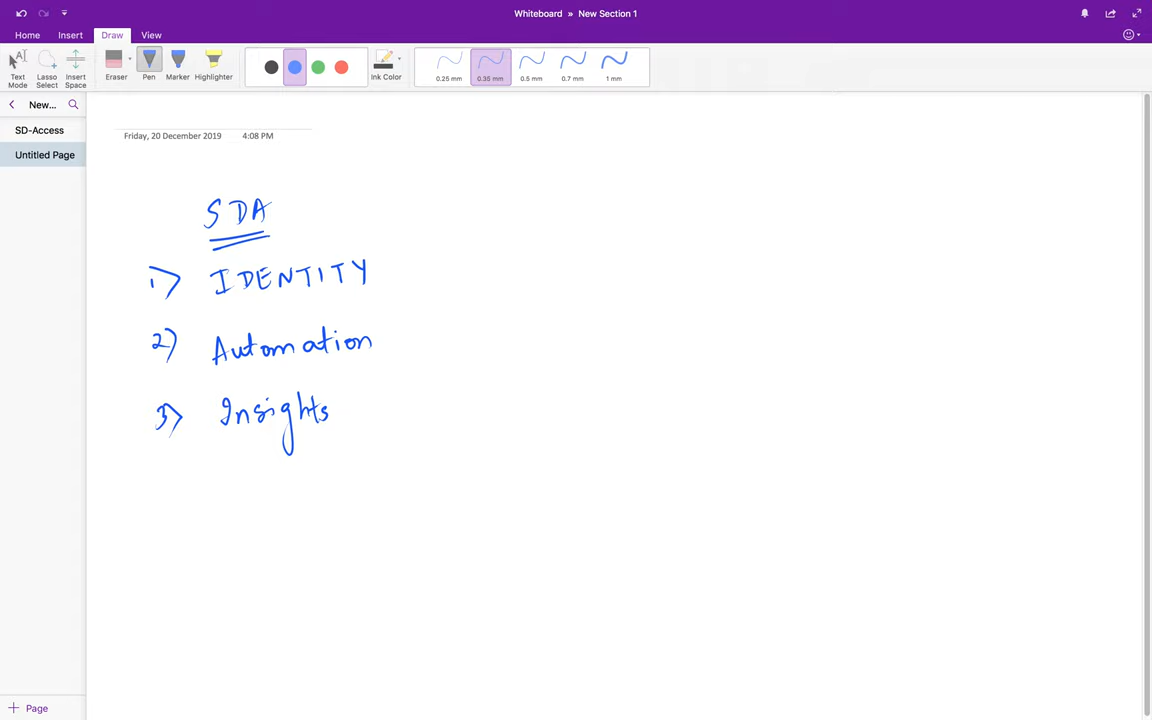 Whiteboard » New Section 1
Home Insert Draw View
Text Mode
Lasso Select
Insert Space
Eraser
Pen
Marker
Highlighter
Ink Color
0.25 mm
0.35 mm
0.5 mm
0.7 mm
1 mm
New...
SD-Access
Untitled Page
Friday, 20 December 2019 4:08 PM
SDA
1) IDENTITY
2) Automation
3) Insights
Page